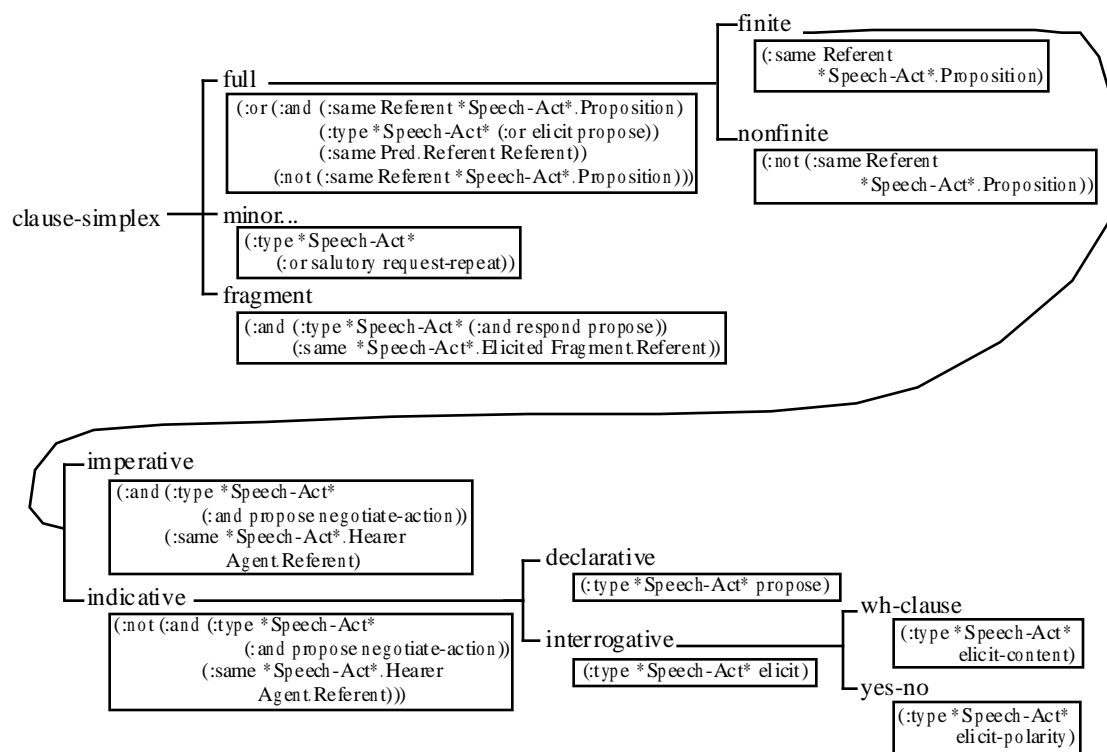 finite
(:same Referent
*Speech-Act*.Proposition)
full
(:or (:and (:same Referent *Speech-Act*.Proposition)
(:type *Speech-Act* (:or elicit propose))
(:same Pred.Referent Referent))
(:not (:same Referent *Speech-Act*.Proposition)))
nonfinite
(:not (:same Referent
*Speech-Act*.Proposition))
clause-simplex
minor...
(:type *Speech-Act*
(:or salutory request-repeat))
fragment
(:and (:type *Speech-Act* (:and respond propose))
(:same *Speech-Act*.Elicited Fragment.Referent))
imperative
(:and (:type *Speech-Act*
(:and propose negotiate-action))
(:same *Speech-Act*.Hearer
Agent.Referent)
indicative
(:not (:and (:type *Speech-Act*
(:and propose negotiate-action))
(:same *Speech-Act*.Hearer
Agent.Referent)))
declarative
(:type *Speech-Act* propose)
interrogative
(:type *Speech-Act* elicit)
wh-clause
(:type *Speech-Act*
elicit-content)
yes-no
(:type *Speech-Act*
elicit-polarity)